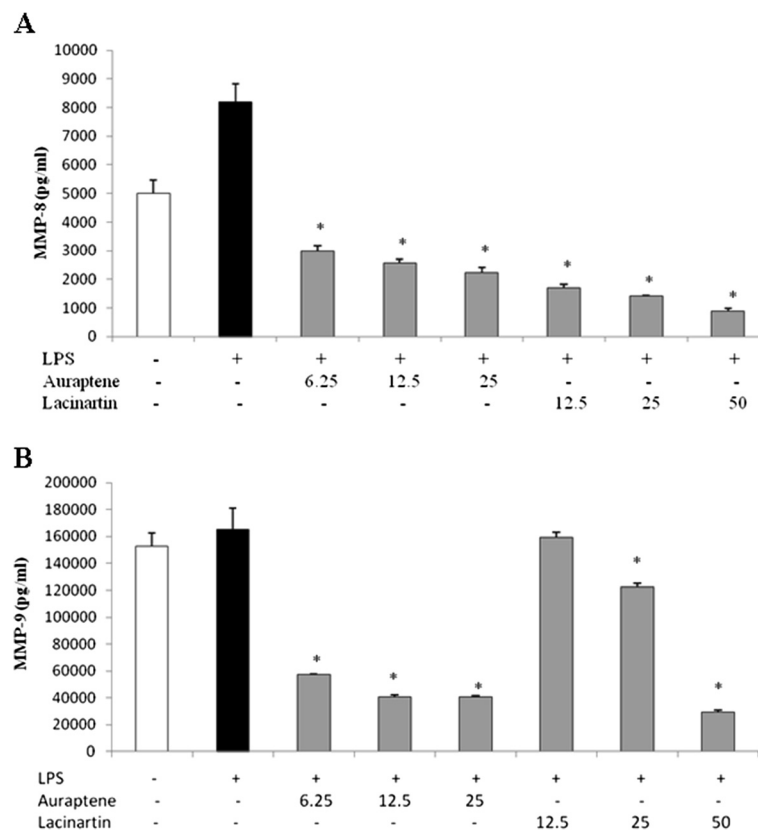 A
10000
9000
8000
7000
6000
5000
4000
3000
2000
1000
0
MMP-8 (pg/ml)
* * * * * *
LPS - + + + + + + +
Auraptene - - 6.25 12.5 25 - - -
Lacinartin - - - - - 12.5 25 50
B
200000
180000
160000
140000
120000
100000
80000
60000
40000
20000
0
MMP-9 (pg/ml)
* * * * *
LPS - + + + + + + +
Auraptene - - 6.25 12.5 25 - - -
Lacinartin - - - - - 12.5 25 50